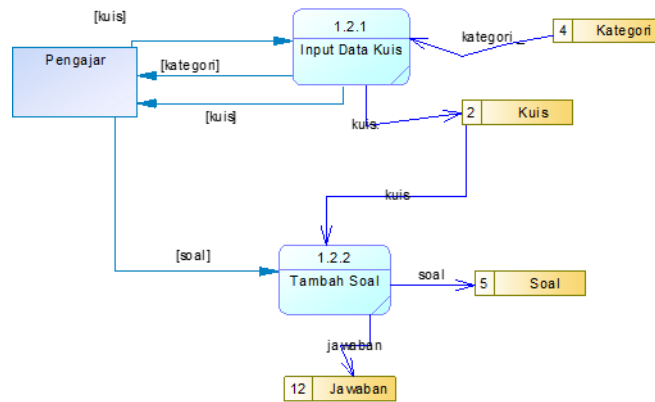 [kuis]
1.2.1
Input Data Kuis
kategori_
4 Kategori
Pengajar
[kategori]
[kuis]
kuis.
2 Kuis
kuis
[soal]
1.2.2
Tambah Soal
soal
5 Soal
jawaban
12 Jawaban